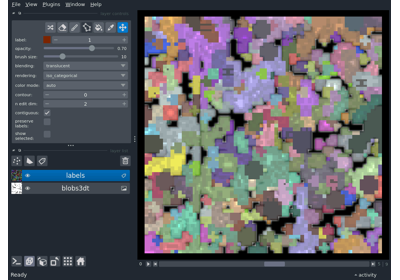 File View Plugins Window Help
label: 1
opacity: 0.70
brush size: 10
blending: translucent
rendering: iso_categorical
color mode: auto
contour: 0
n edit dim: 2
contiguous:
preserve labels:
show selected:
labels
blobs3dt
Ready
activity